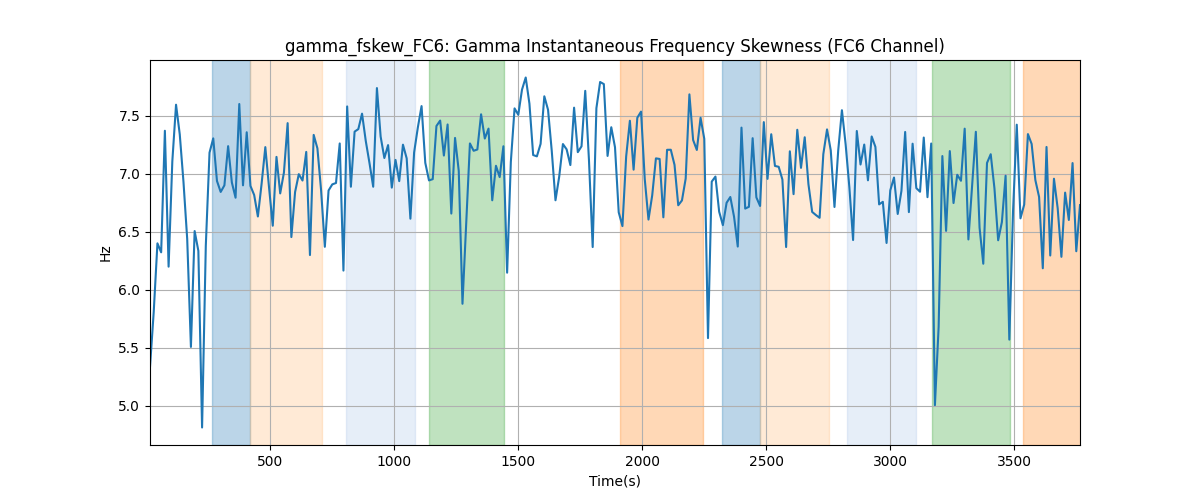 gamma_fskew_FC6: Gamma Instantaneous Frequency Skewness (FC6 Channel)
7.5
7.0
6.5
6.0
5.5
5.0
Hz
500 1000 1500 2000 2500 3000 3500
Time(s)